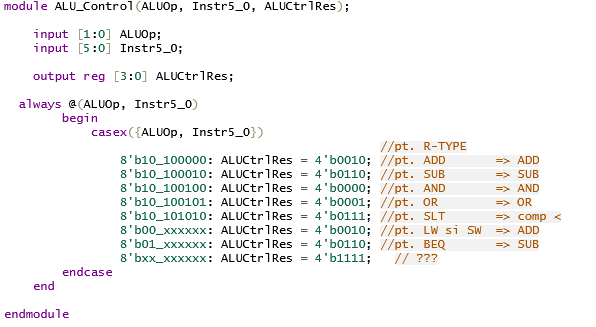 module ALU_Control(ALUOp, Instr5_0, ALUCtrlRes);
input [1:0] ALUOp;
input [5:0] Instr5_0;
output reg [3:0] ALUCtrlRes;
always @(ALUOp, Instr5_0)
begin
casex({ALUOp, Instr5_0})
//pt. R-TYPE
8'b10_100000: ALUCtrlRes = 4'b0010; //pt. ADD => ADD
8'b10_100010: ALUCtrlRes = 4'b0110; //pt. SUB => SUB
8'b10_100100: ALUCtrlRes = 4'b0000; //pt. AND => AND
8'b10_100101: ALUCtrlRes = 4'b0001; //pt. OR => OR
8'b10_101010: ALUCtrlRes = 4'b0111; //pt. SLT => comp <
8'b00_xxxxxx: ALUCtrlRes = 4'b0010; //pt. LW si SW => ADD
8'b01_xxxxxx: ALUCtrlRes = 4'b0110; //pt. BEQ => SUB
8'bxx_xxxxxx: ALUCtrlRes = 4'b1111; // ???
endcase
end
endmodule